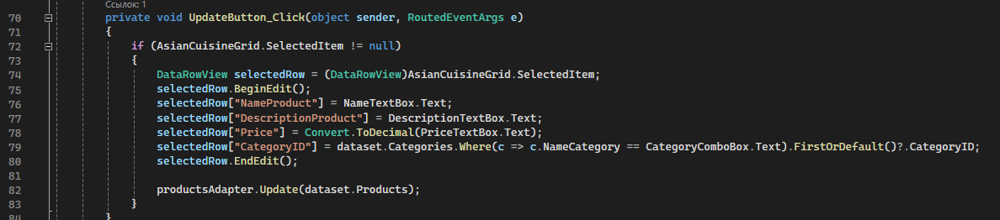 Ссылок: 1
70 private void UpdateButton_Click(object sender, RoutedEventArgs e)
71 {
72 if (AsianCuisineGrid.SelectedItem != null)
73 {
74 DataRowView selectedRow = (DataRowView)AsianCuisineGrid.SelectedItem;
75 selectedRow.BeginEdit();
76 selectedRow["NameProduct"] = NameTextBox.Text;
77 selectedRow["DescriptionProduct"] = DescriptionTextBox.Text;
78 selectedRow["Price"] = Convert.ToDecimal(PriceTextBox.Text);
79 selectedRow["CategoryID"] = dataset.Categories.Where(c => c.NameCategory == CategoryComboBox.Text).FirstOrDefault()?.CategoryID;
80 selectedRow.EndEdit();
81
82 productsAdapter.Update(dataset.Products);
83 }
84 }